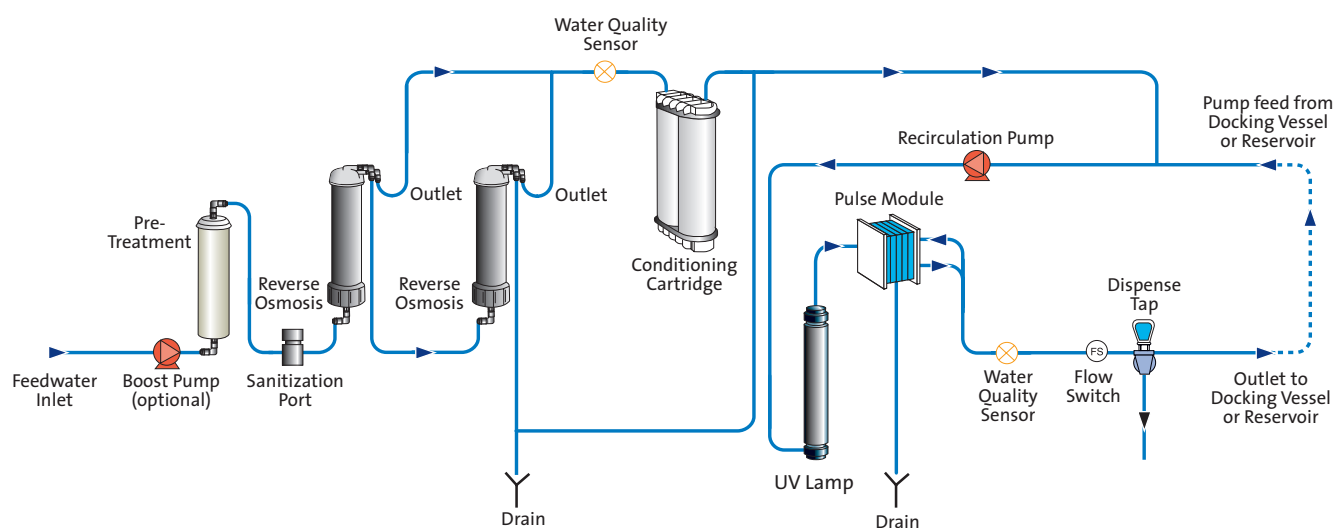 Water Quality
Sensor
Pump feed from
Docking Vessel
or Reservoir
Recirculation Pump
Outlet
Outlet
Pulse Module
Pre-
Treatment
Reverse
Osmosis
Reverse
Osmosis
Conditioning
Cartridge
Dispense
Tap
FS
Feedwater
Inlet
Boost Pump
(optional)
Sanitization
Port
Water
Quality
Sensor
Flow
Switch
Outlet to
Docking Vessel
or Reservoir
UV Lamp
Drain
Drain